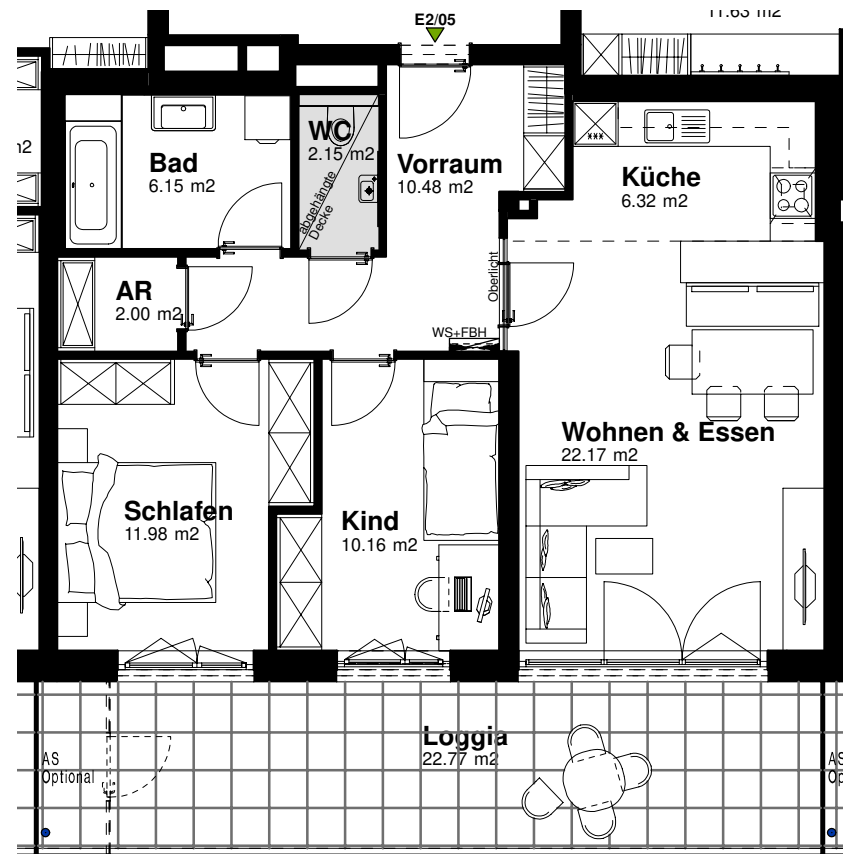 E2/05
11.63 m2
WC
2.15 m2
Bad
6.15 m2
Vorraum
10.48 m2
Küche
6.32 m2
abgehängte
Decke
Oberlicht
AR
2.00 m2
WS+FBH
Wohnen & Essen
22.17 m2
Schlafen
11.98 m2
Kind
10.16 m2
Loggia
22.77 m2
AS
Optional
AS
Op